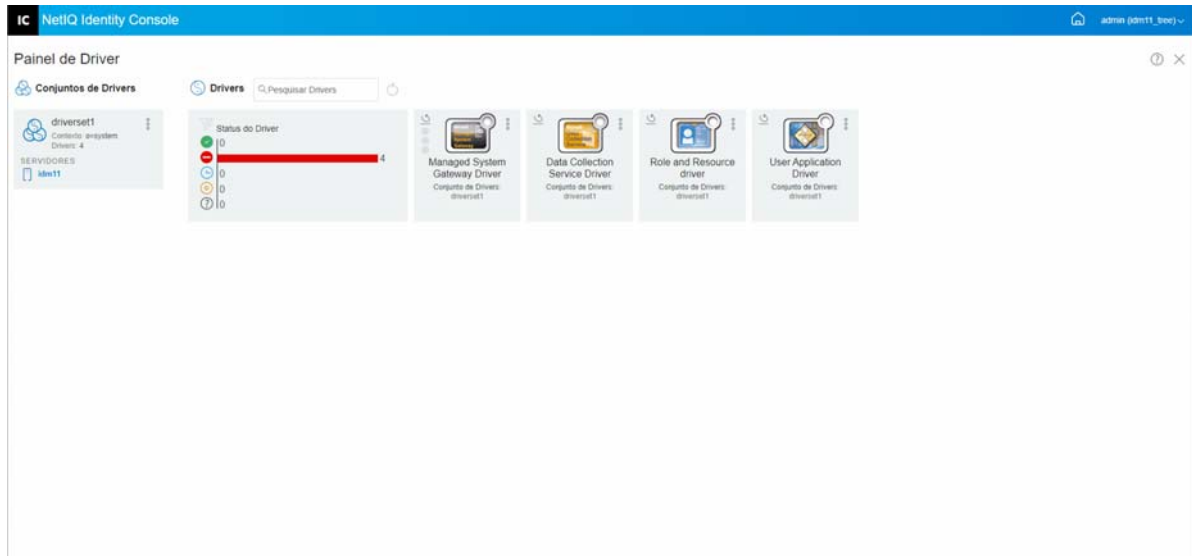 IC NetIQ Identity Console
admin (idm11_tree)
Painel de Driver
Conjuntos de Drivers
Drivers
Pesquisar Drivers
driverset1
Contexto: avsystem
Drivers: 4
SERVIDORES
idm11
Status do Driver
0
4
0
0
0
Managed System
Gateway Driver
Conjunto de Drivers:
driverset1
Data Collection
Service Driver
Conjunto de Drivers:
driverset1
Role and Resource
driver
Conjunto de Drivers:
driverset1
User Application
Driver
Conjunto de Drivers:
driverset1